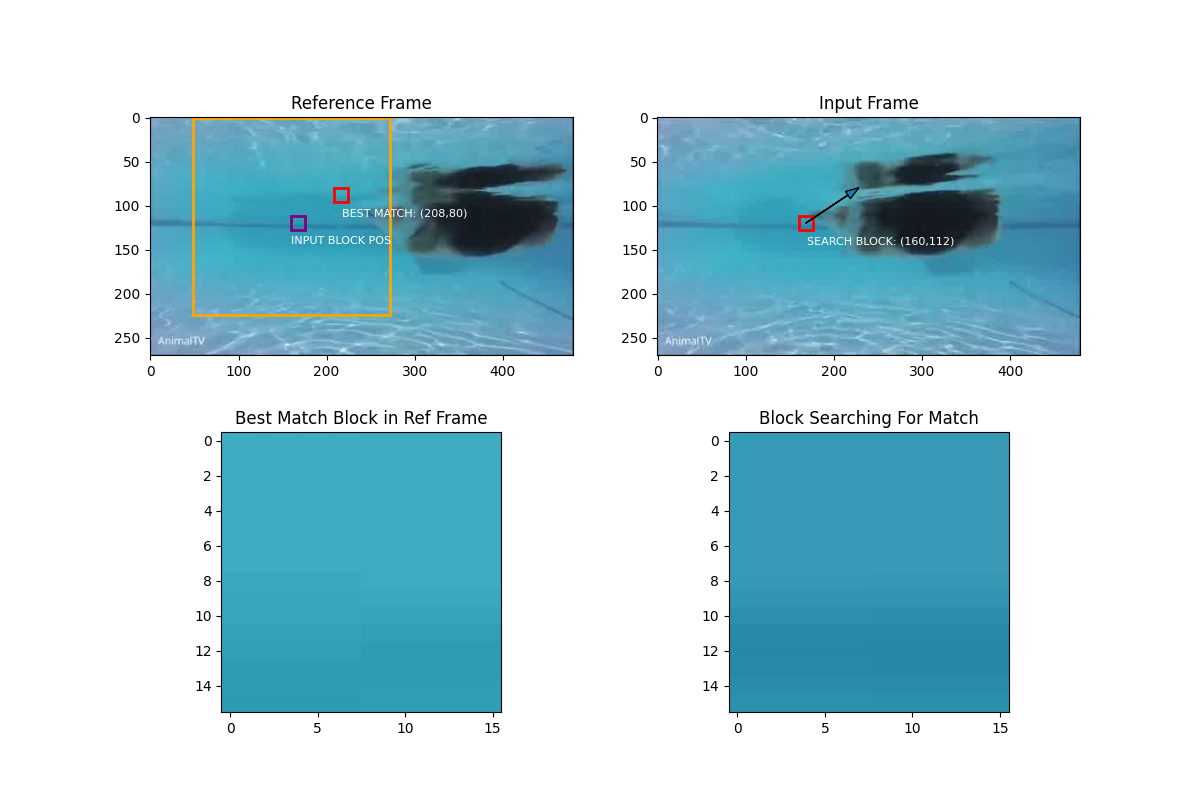 Reference Frame
Input Frame
0
50
100
150
200
250
0 100 200 300 400
BEST MATCH: (208,80)
INPUT BLOCK POS
AnimalTV
0
50
100
150
200
250
0 100 200 300 400
SEARCH BLOCK: (160,112)
AnimalTV
Best Match Block in Ref Frame
Block Searching For Match
0
2
4
6
8
10
12
14
0 5 10 15
0
2
4
6
8
10
12
14
0 5 10 15